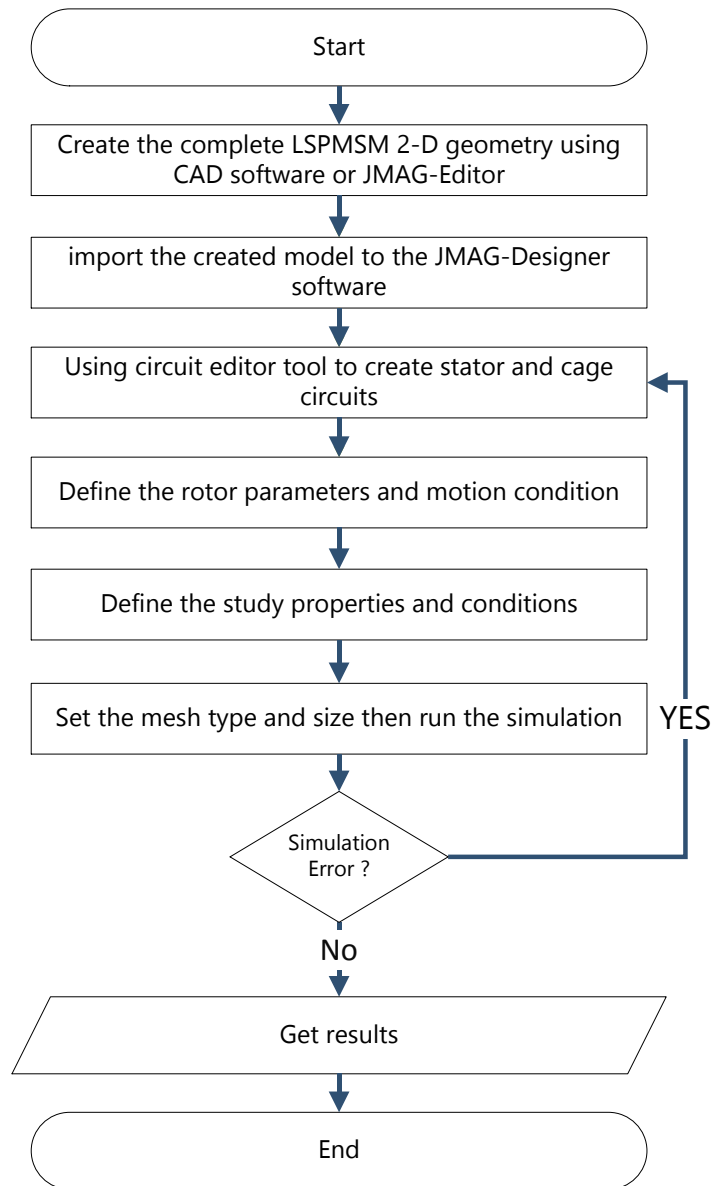 Start
Create the complete LSPMSM 2-D geometry using
CAD software or JMAG-Editor
import the created model to the JMAG-Designer
software
Using circuit editor tool to create stator and cage
circuits
Define the rotor parameters and motion condition
Define the study properties and conditions
Set the mesh type and size then run the simulation
YES
Simulation
Error ?
No
Get results
End